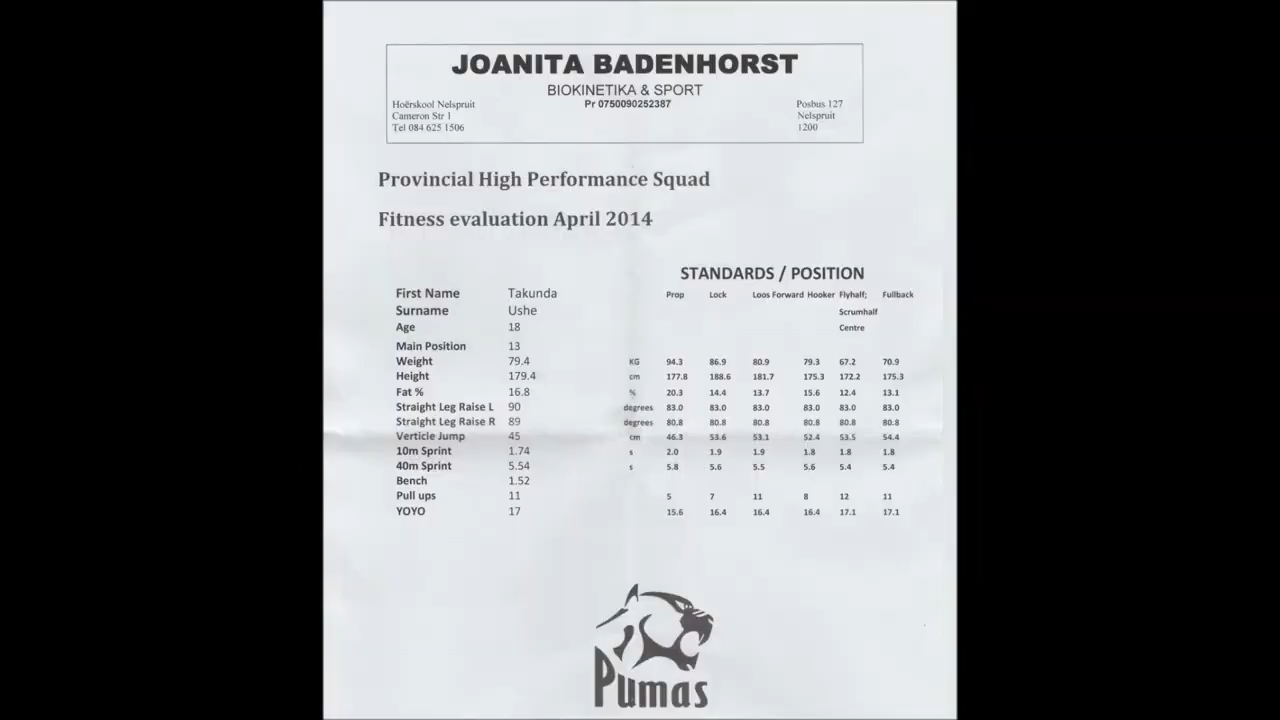 JOANITA BADENHORST
BIOKINETIKA & SPORT
Pr 0750090252387
Hoërskool Nelspruit
Cameron Str 1
Tel 084 625 1506
Posbus 127
Nelspruit
1200
Provincial High Performance Squad
Fitness evaluation April 2014
STANDARDS / POSITION
First Name Takunda Prop Lock Loos Forward Hooker Flyhalf; Fullback
Surname Ushe Scrumhalf
Age 18 Centre
Main Position 13
Weight 79.4 KG 94.3 86.9 80.9 79.3 67.2 70.9
Height 179.4 cm 177.8 188.6 181.7 175.3 172.2 175.3
Fat % 16.8 % 20.3 14.4 13.7 15.6 12.4 13.1
Straight Leg Raise L 90 degrees 83.0 83.0 83.0 83.0 83.0 83.0
Straight Leg Raise R 89 degrees 80.8 80.8 80.8 80.8 80.8 80.8
Verticle Jump 45 cm 46.3 53.6 53.1 52.4 53.5 54.4
10m Sprint 1.74 s 2.0 1.9 1.9 1.8 1.8 1.8
40m Sprint 5.54 s 5.8 5.6 5.5 5.6 5.4 5.4
Bench 1.52
Pull ups 11 5 7 11 8 12 11
YOYO 17 15.6 16.4 16.4 16.4 17.1 17.1
Pumas